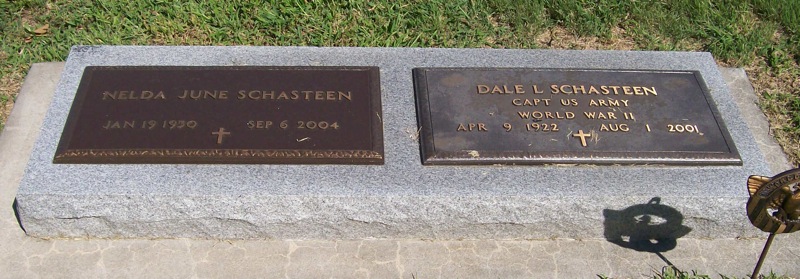 NELDA JUNE SCHASTEEN
JAN 19 1930 SEP 6 2004
DALE L SCHASTEEN
CAPT US ARMY
WORLD WAR II
APR 9 1922 AUG 1 2001